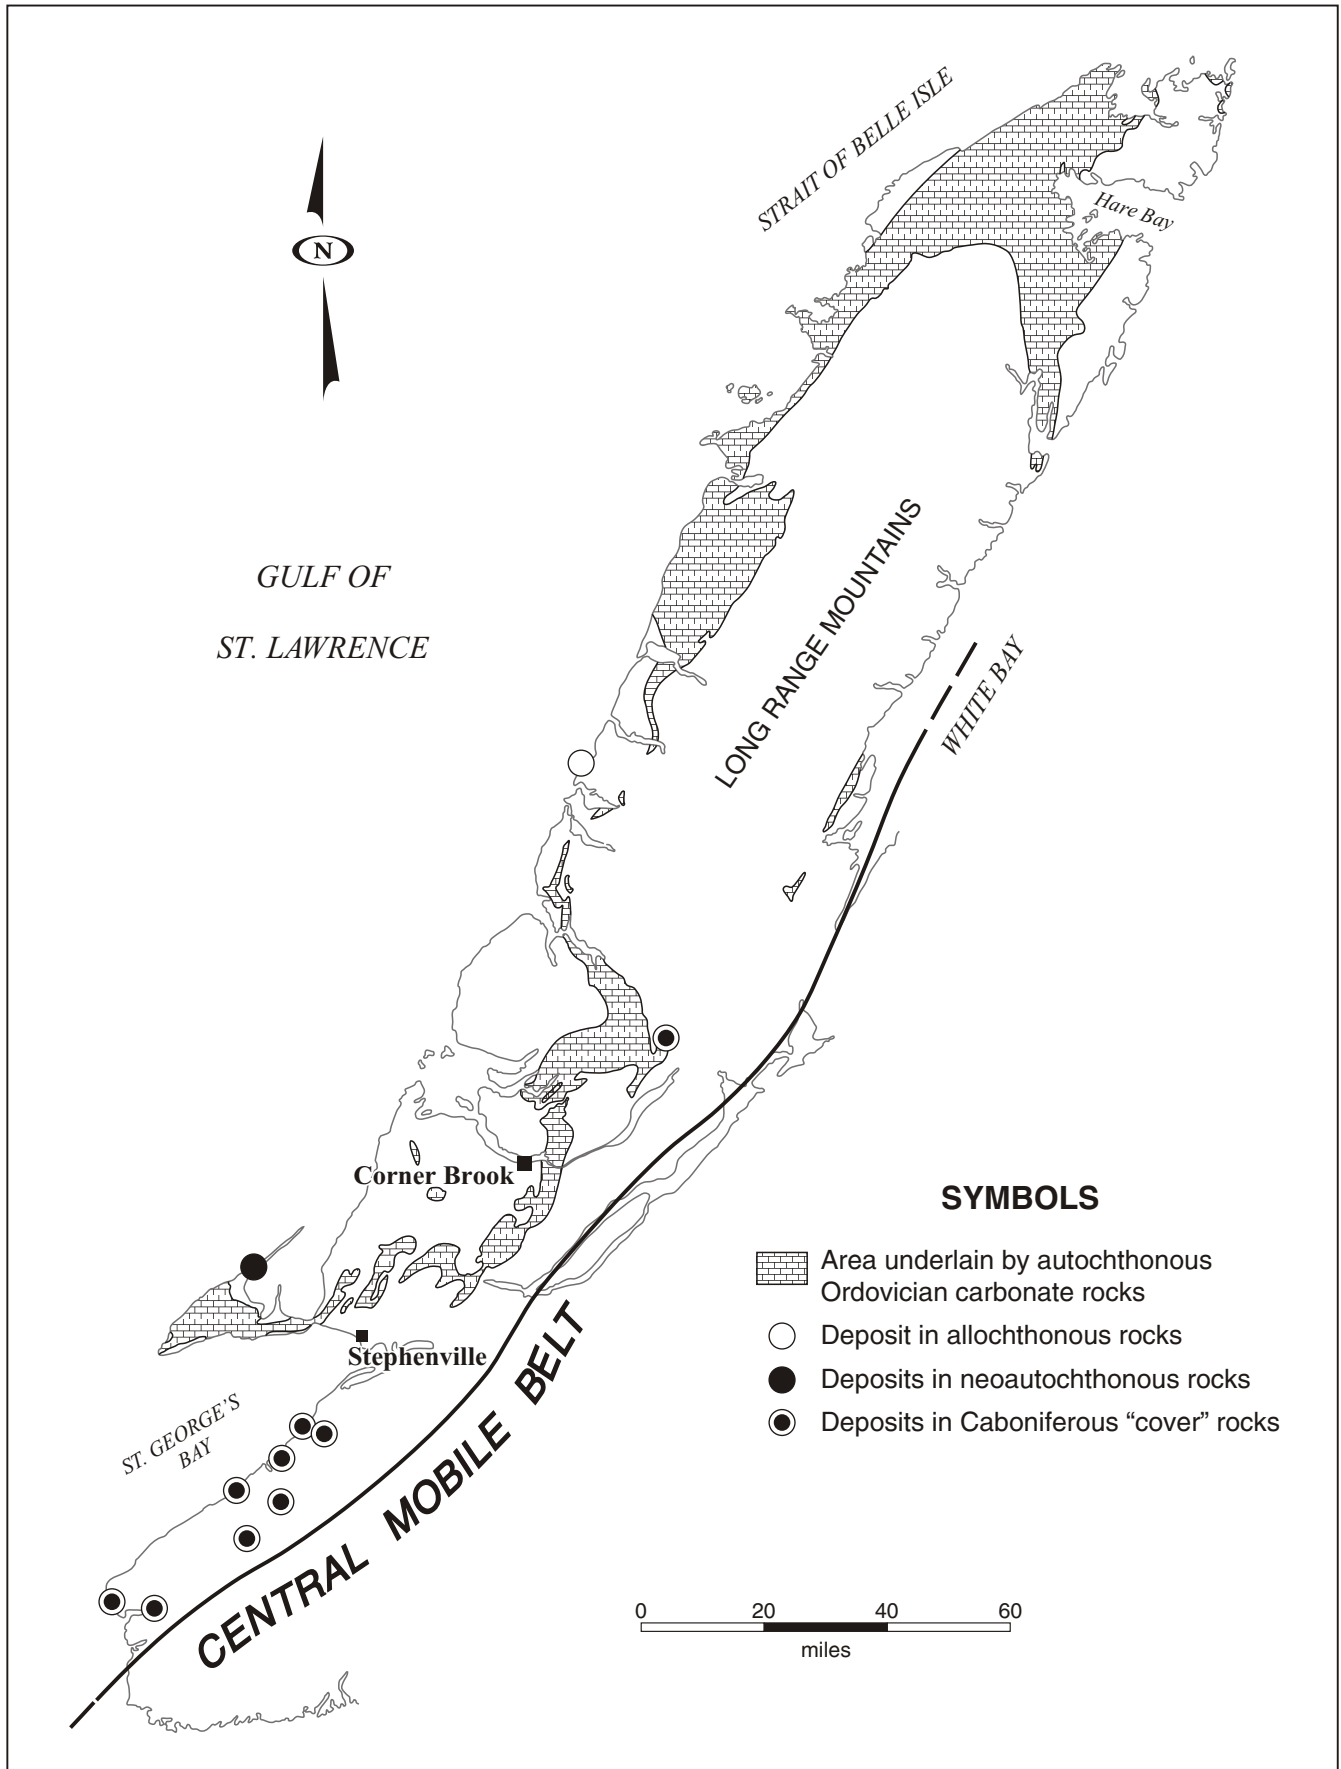 STRAIT OF BELLE ISLE
Hare Bay
N
GULF OF
ST. LAWRENCE
LONG RANGE MOUNTAINS
WHITE BAY
Corner Brook
Stephenville
ST. GEORGE'S
BAY
CENTRAL MOBILE BELT
SYMBOLS
Area underlain by autochthonous
Ordovician carbonate rocks
Deposit in allochthonous rocks
Deposits in neoautochthonous rocks
Deposits in Caboniferous “cover” rocks
0 20 40 60
miles